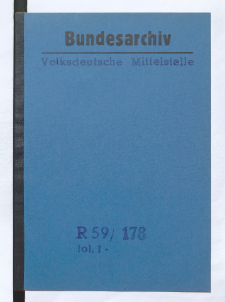 Bundesarchiv
Volksdeutsche Mittelstelle
R 59/ 178
fol. 1 -